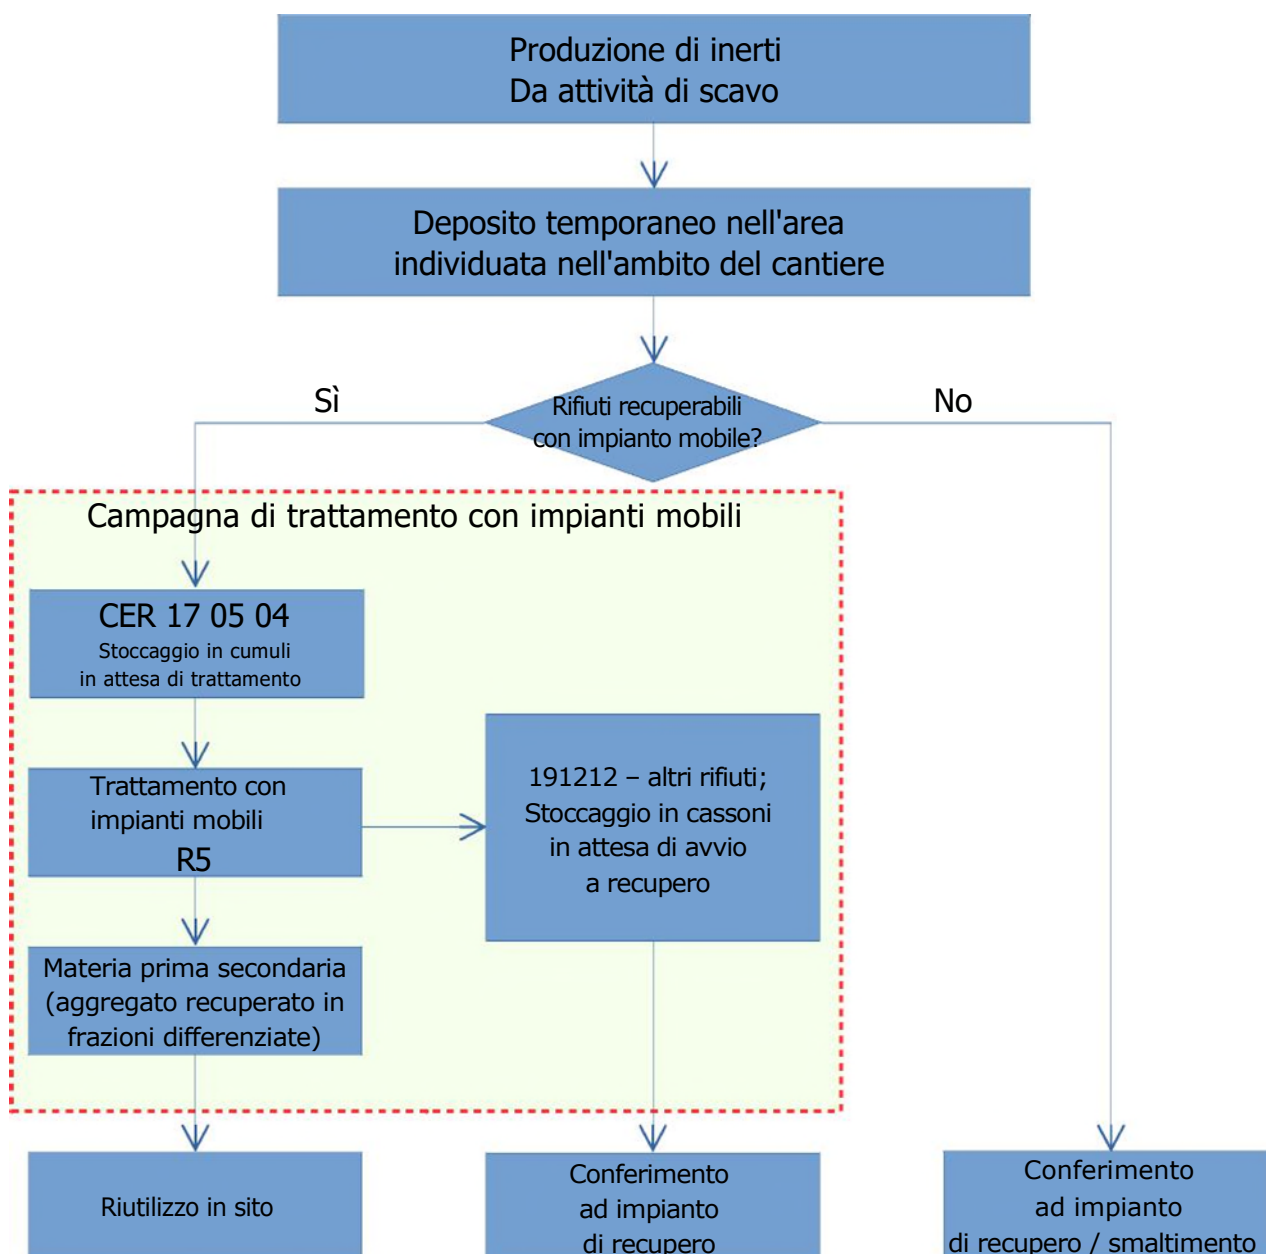 Produzione di inerti
Da attività di scavo
Deposito temporaneo nell'area
individuata nell'ambito del cantiere
Rifiuti recuperabili
con impianto mobile?
Sì
No
Campagna di trattamento con impianti mobili
CER 17 05 04
Stoccaggio in cumuli
in attesa di trattamento
Trattamento con
impianti mobili
R5
191212 – altri rifiuti;
Stoccaggio in cassoni
in attesa di avvio
a recupero
Materia prima secondaria
(aggregato recuperato in
frazioni differenziate)
Riutilizzo in sito
Conferimento
ad impianto
di recupero
Conferimento
ad impianto
di recupero / smaltimento